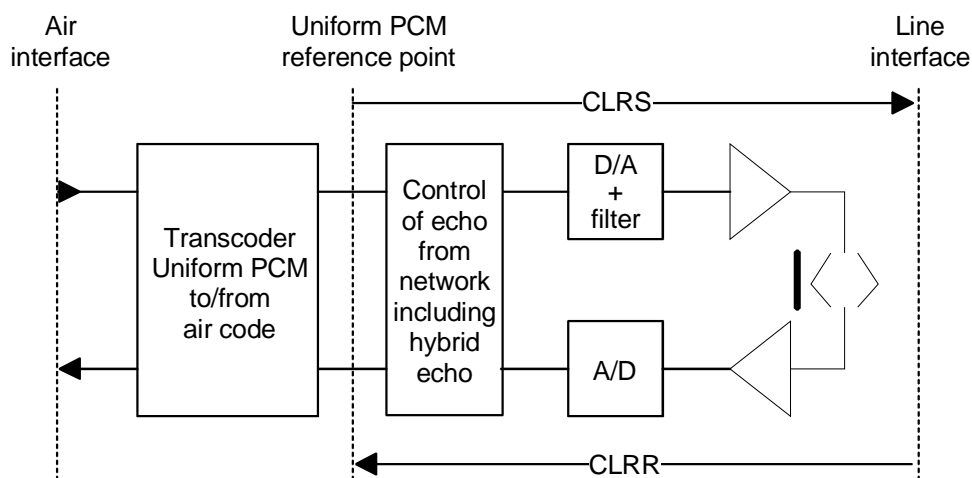 Air
interface
Uniform PCM
reference point
Line
interface
CLRS
Transcoder
Uniform PCM
to/from
air code
Control
of echo
from
network
including
hybrid
echo
D/A
+
filter
A/D
CLRR